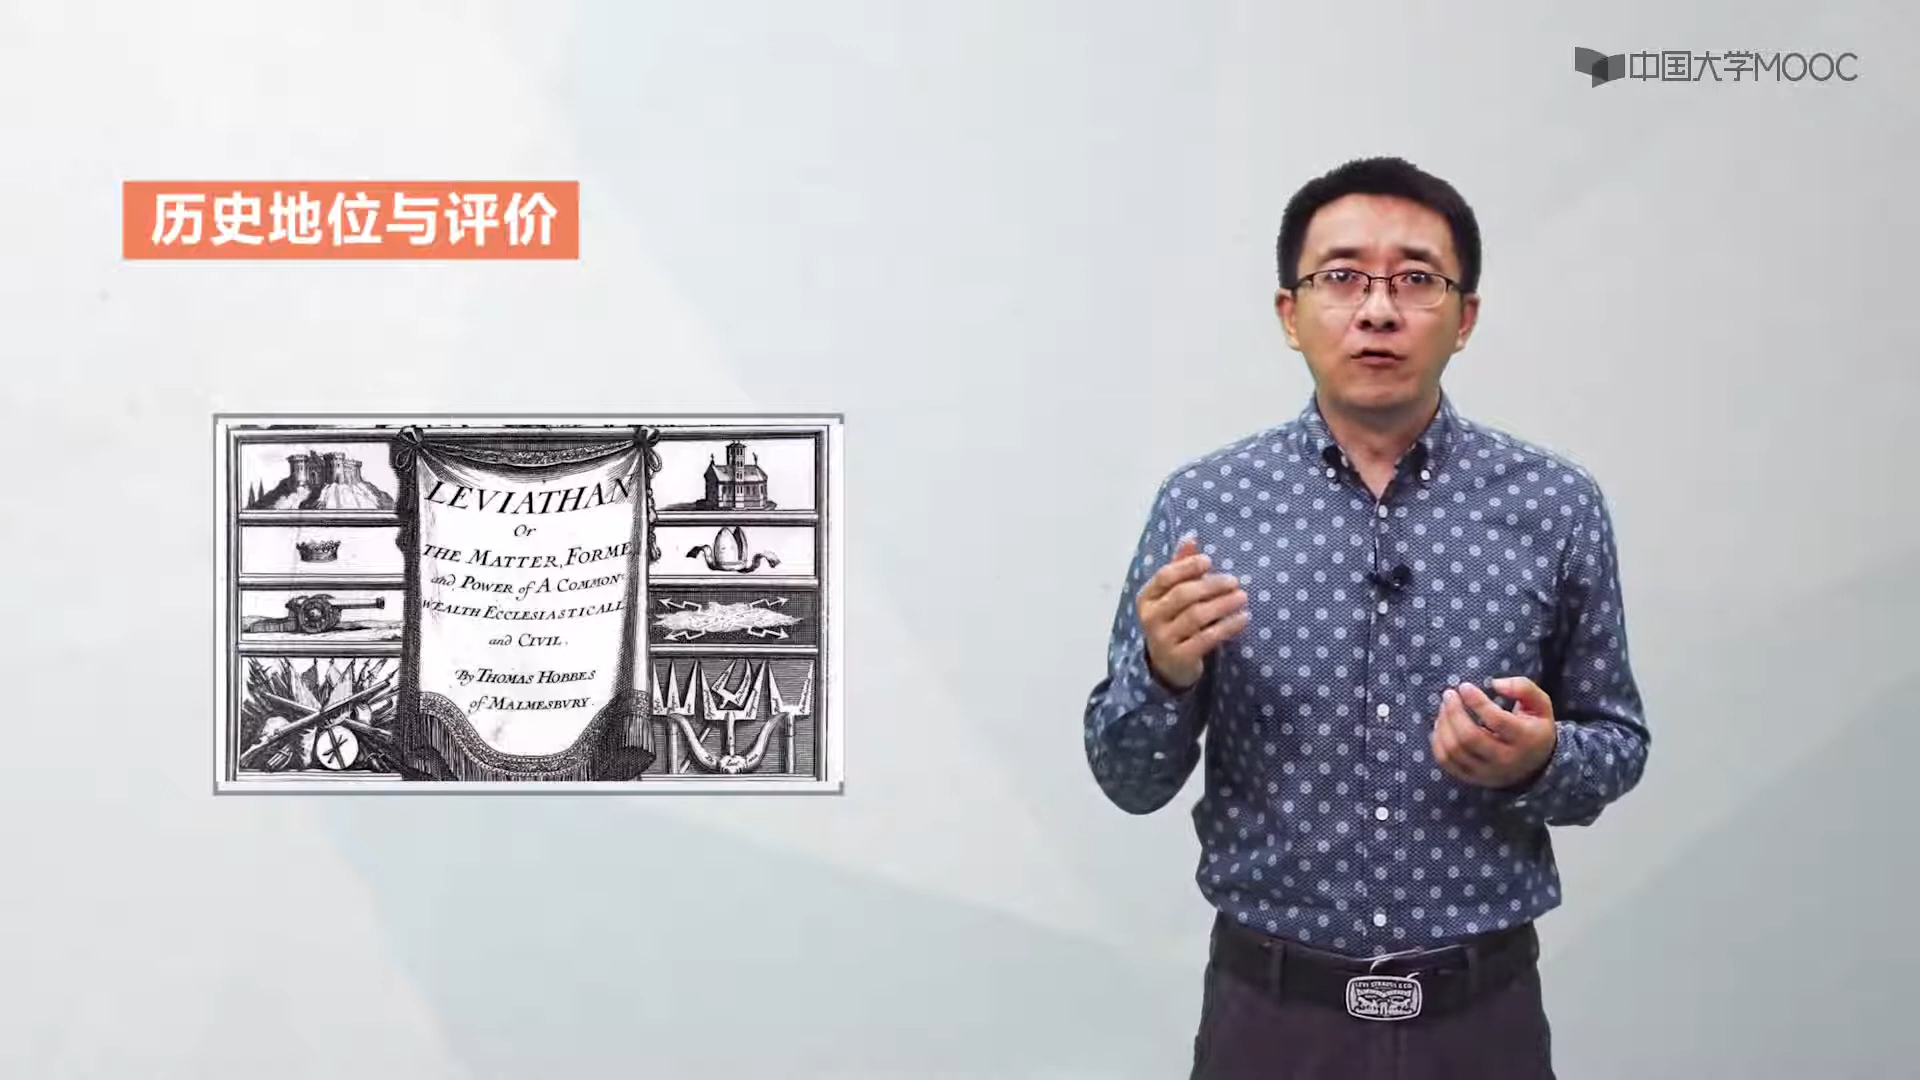 中国大学MOOC
历史地位与评价
LEVIATHAN
Or
THE MATTER, FORME
and POWER of A COMMON-
WEALTH ECCLESIASTICALL
and CIVIL.
By THOMAS HOBBES
of MALMESBVRY.
LEVI STRAUSS & CO.